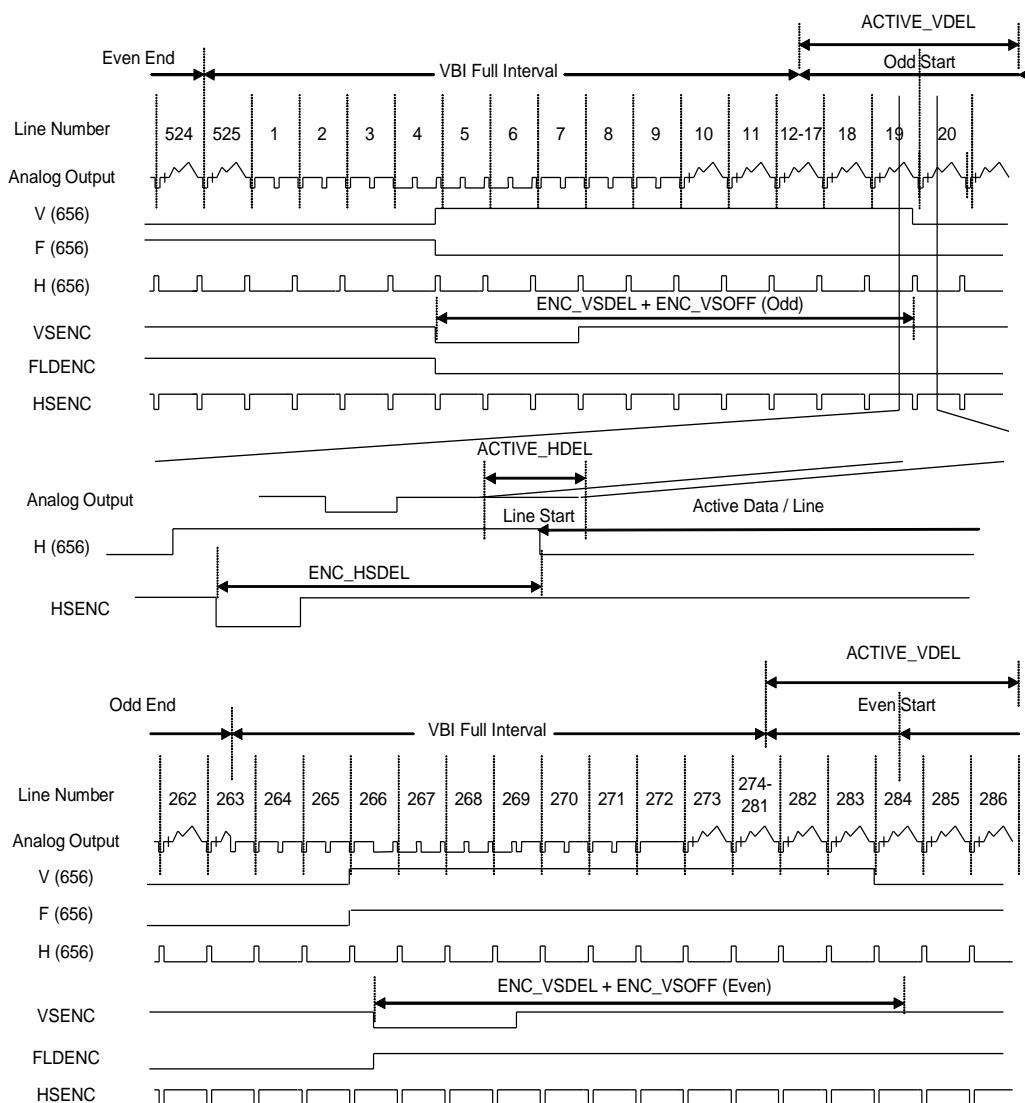 ACTIVE_VDEL
Even End
VBI Full Interval
Odd Start
Line Number
524 525 1 2 3 4 5 6 7 8 9 10 11 12-17 18 19 20
Analog Output
V (656)
F (656)
H (656)
ENC_VSDEL + ENC_VSOFF (Odd)
VSENC
FLDENC
HSENC
ACTIVE_HDEL
Analog Output
Line Start
Active Data / Line
H (656)
ENC_HSDEL
HSENC
ACTIVE_VDEL
Odd End
VBI Full Interval
Even Start
Line Number
262 263 264 265 266 267 268 269 270 271 272 273 274-281 282 283 284 285 286
Analog Output
V (656)
F (656)
H (656)
ENC_VSDEL + ENC_VSOFF (Even)
VSENC
FLDENC
HSENC